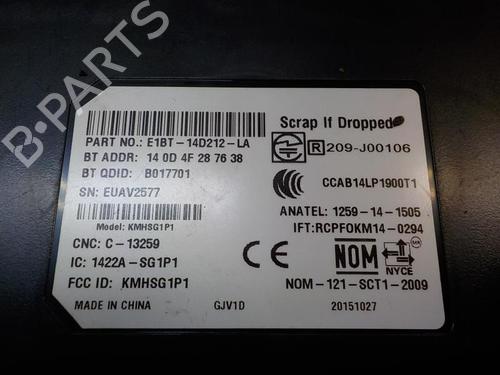 B-PARTS
Scrap If Dropped
PART NO.: E1BT-14D212-LA
R 209-J00106
BT ADDR: 14 0D 4F 28 76 38
BT QDID: B017701
CCAB14LP1900T1
SN: EUAV2577
ANATEL: 1259-14-1505
Model: KMHSG1P1
IFT:RCPFOKM14-0294
CNC: C-13259
CE
NOM
NYCE
IC: 1422A-SG1P1
FCC ID: KMHSG1P1
NOM-121-SCT1-2009
MADE IN CHINA
GJV1D
20151027